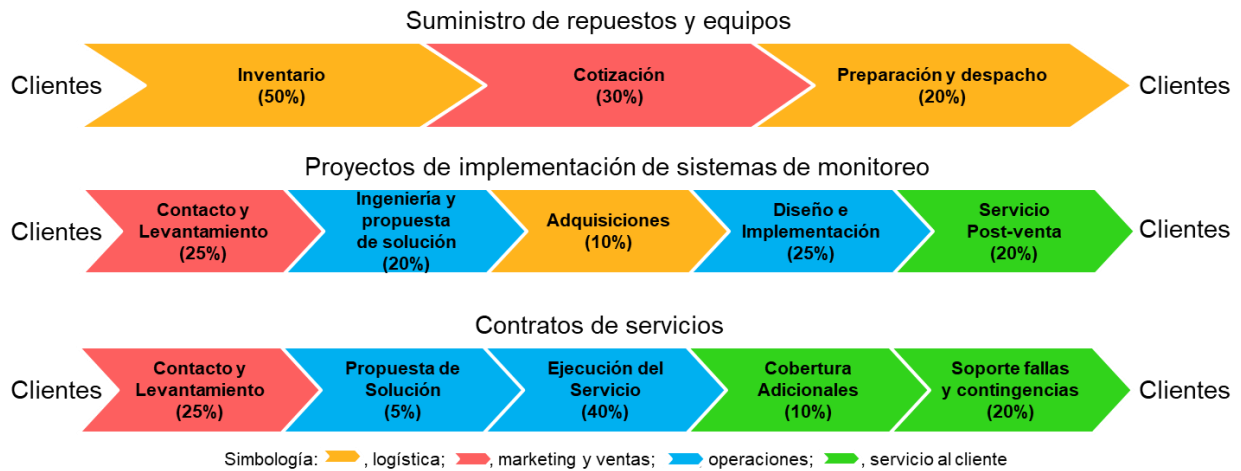 Suministro de repuestos y equipos
Clientes
Inventario
(50%)
Cotización
(30%)
Preparación y despacho
(20%)
Clientes
Proyectos de implementación de sistemas de monitoreo
Clientes
Contacto y
Levantamiento
(25%)
Ingenieria y
propuesta
de solución
(20%)
Adquisiciones
(10%)
Diseño e
Implementación
(25%)
Servicio
Post-venta
(20%)
Clientes
Contratos de servicios
Clientes
Contacto y
Levantamiento
(25%)
Propuesta de
Solución
(5%)
Ejecución del
Servicio
(40%)
Cobertura
Adicionales
(10%)
Soporte fallas
y contingencias
(20%)
Clientes
Simbología: , logística; , marketing y ventas; operaciones; , servicio al cliente